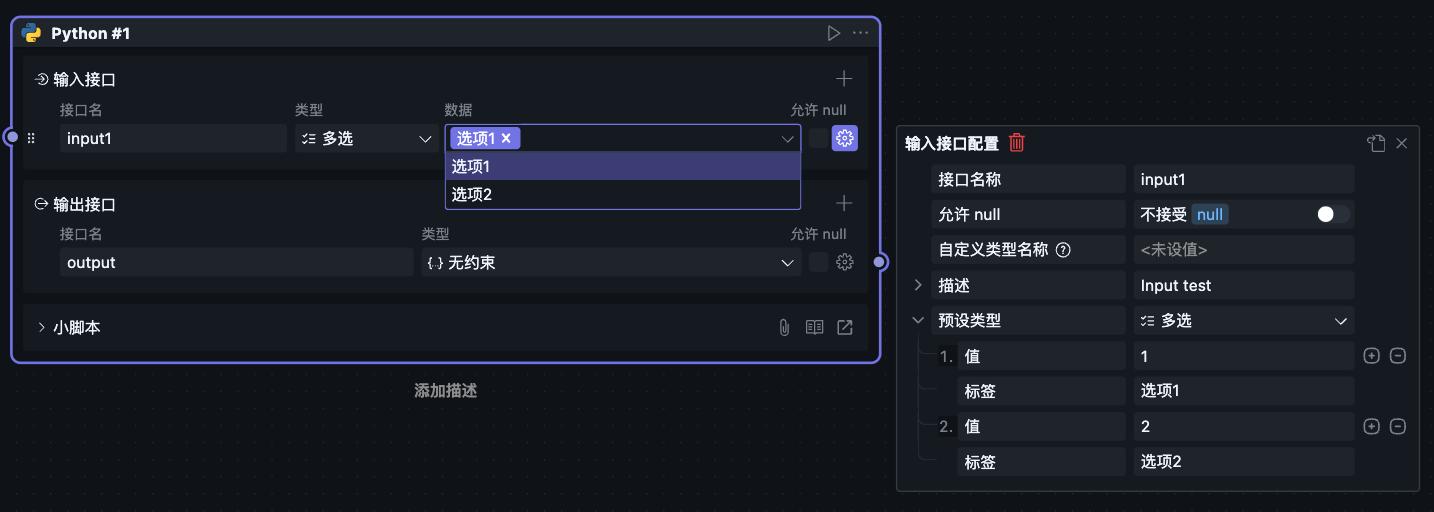 Python #1
输入接口
接口名 类型 数据 允许 null
input1 多选 选项1
选项1
选项2
输出接口
接口名 类型 允许 null
output {..} 无约束
小脚本
添加描述
输入接口配置
接口名称 input1
允许 null 不接受 null
自定义类型名称 <未设值>
描述 Input test
预设类型 多选
1. 值 1
标签 选项1
2. 值 2
标签 选项2